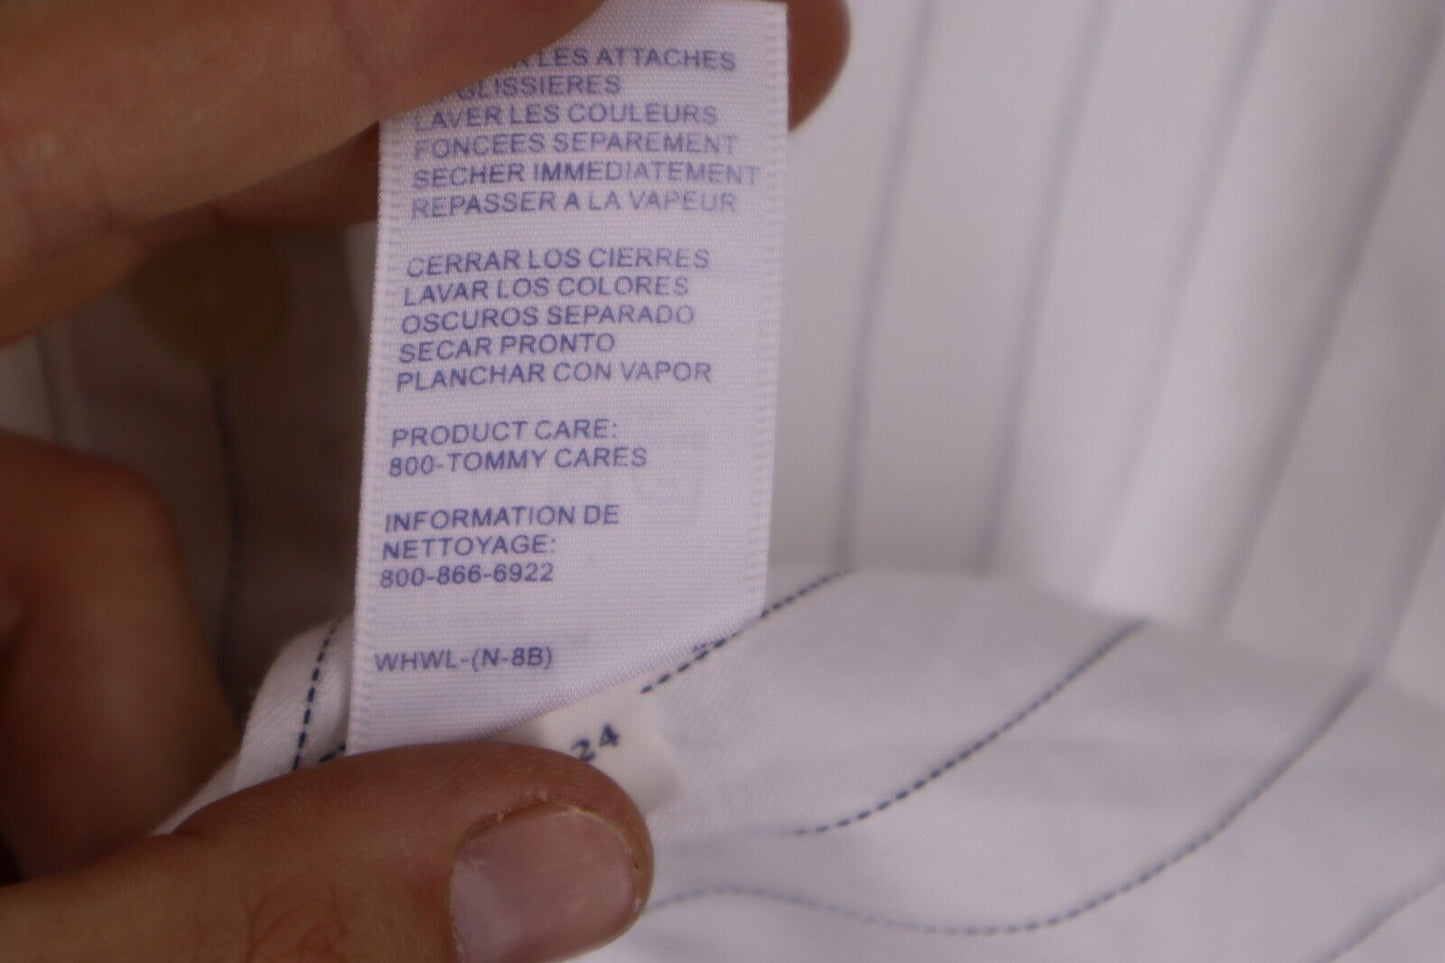 LES ATTACHES
GLISSIERES
LAVER LES COULEURS
FONCEES SEPAREMENT
SECHER IMMEDIATEMENT
REPASSER A LA VAPEUR
CERRAR LOS CIERRES
LAVAR LOS COLORES
OSCUROS SEPARADO
SECAR PRONTO
PLANCHAR CON VAPOR
PRODUCT CARE:
800-TOMMY CARES
INFORMATION DE
NETTOYAGE:
800-866-6922
WHWL-(N-8B)
24